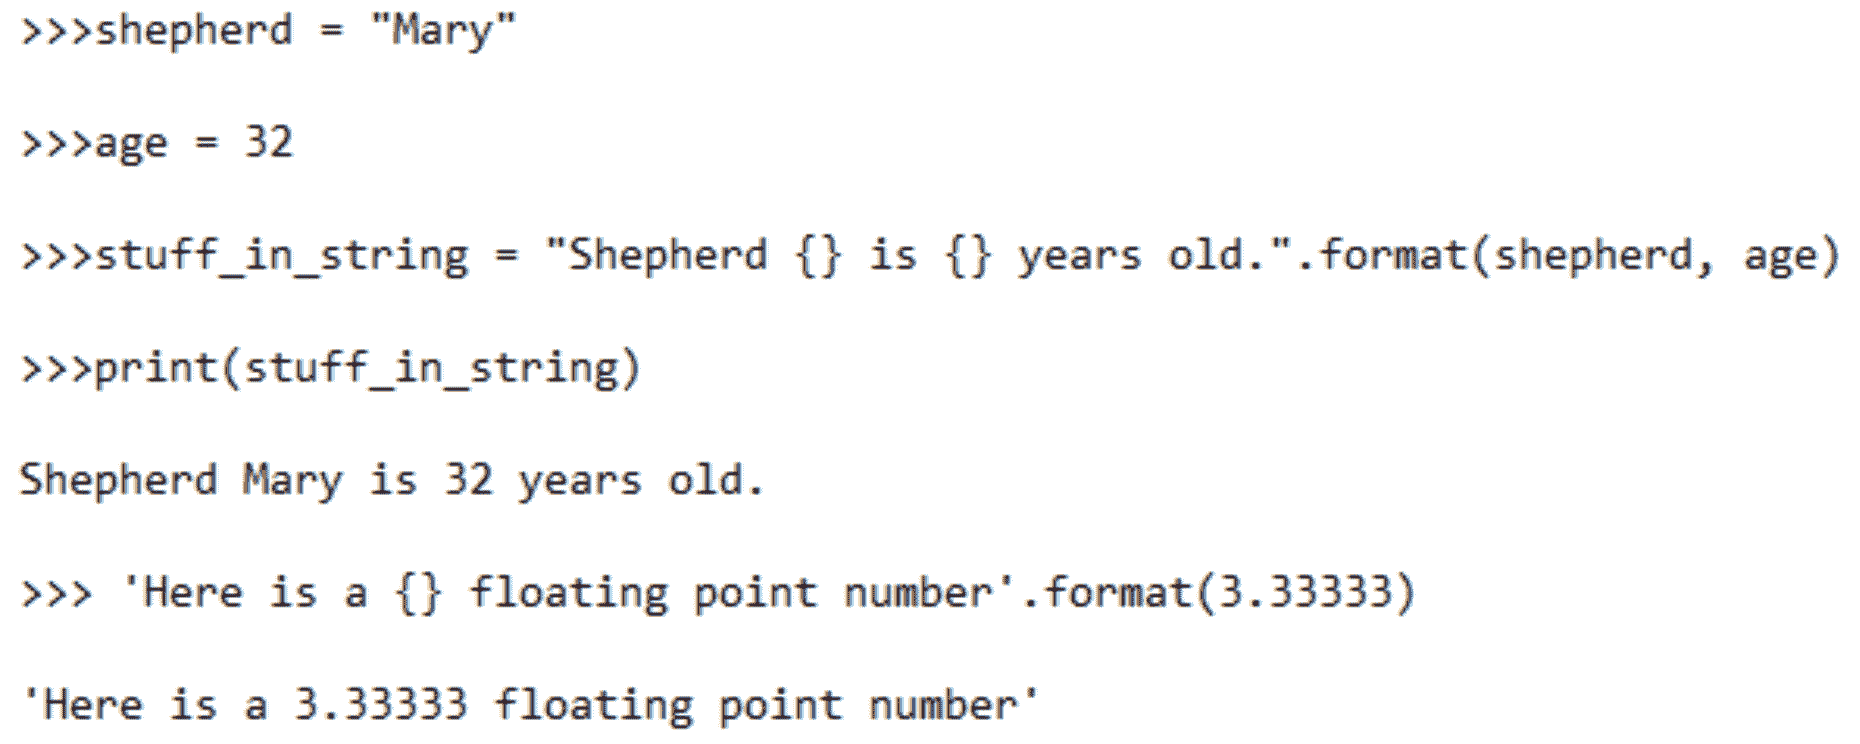 >>>shepherd = "Mary"
>>>age = 32
>>>stuff_in_string = "Shepherd {} is {} years old.".format(shepherd, age)
>>>print(stuff_in_string)
Shepherd Mary is 32 years old.
>>> 'Here is a {} floating point number'.format(3.33333)
'Here is a 3.33333 floating point number'